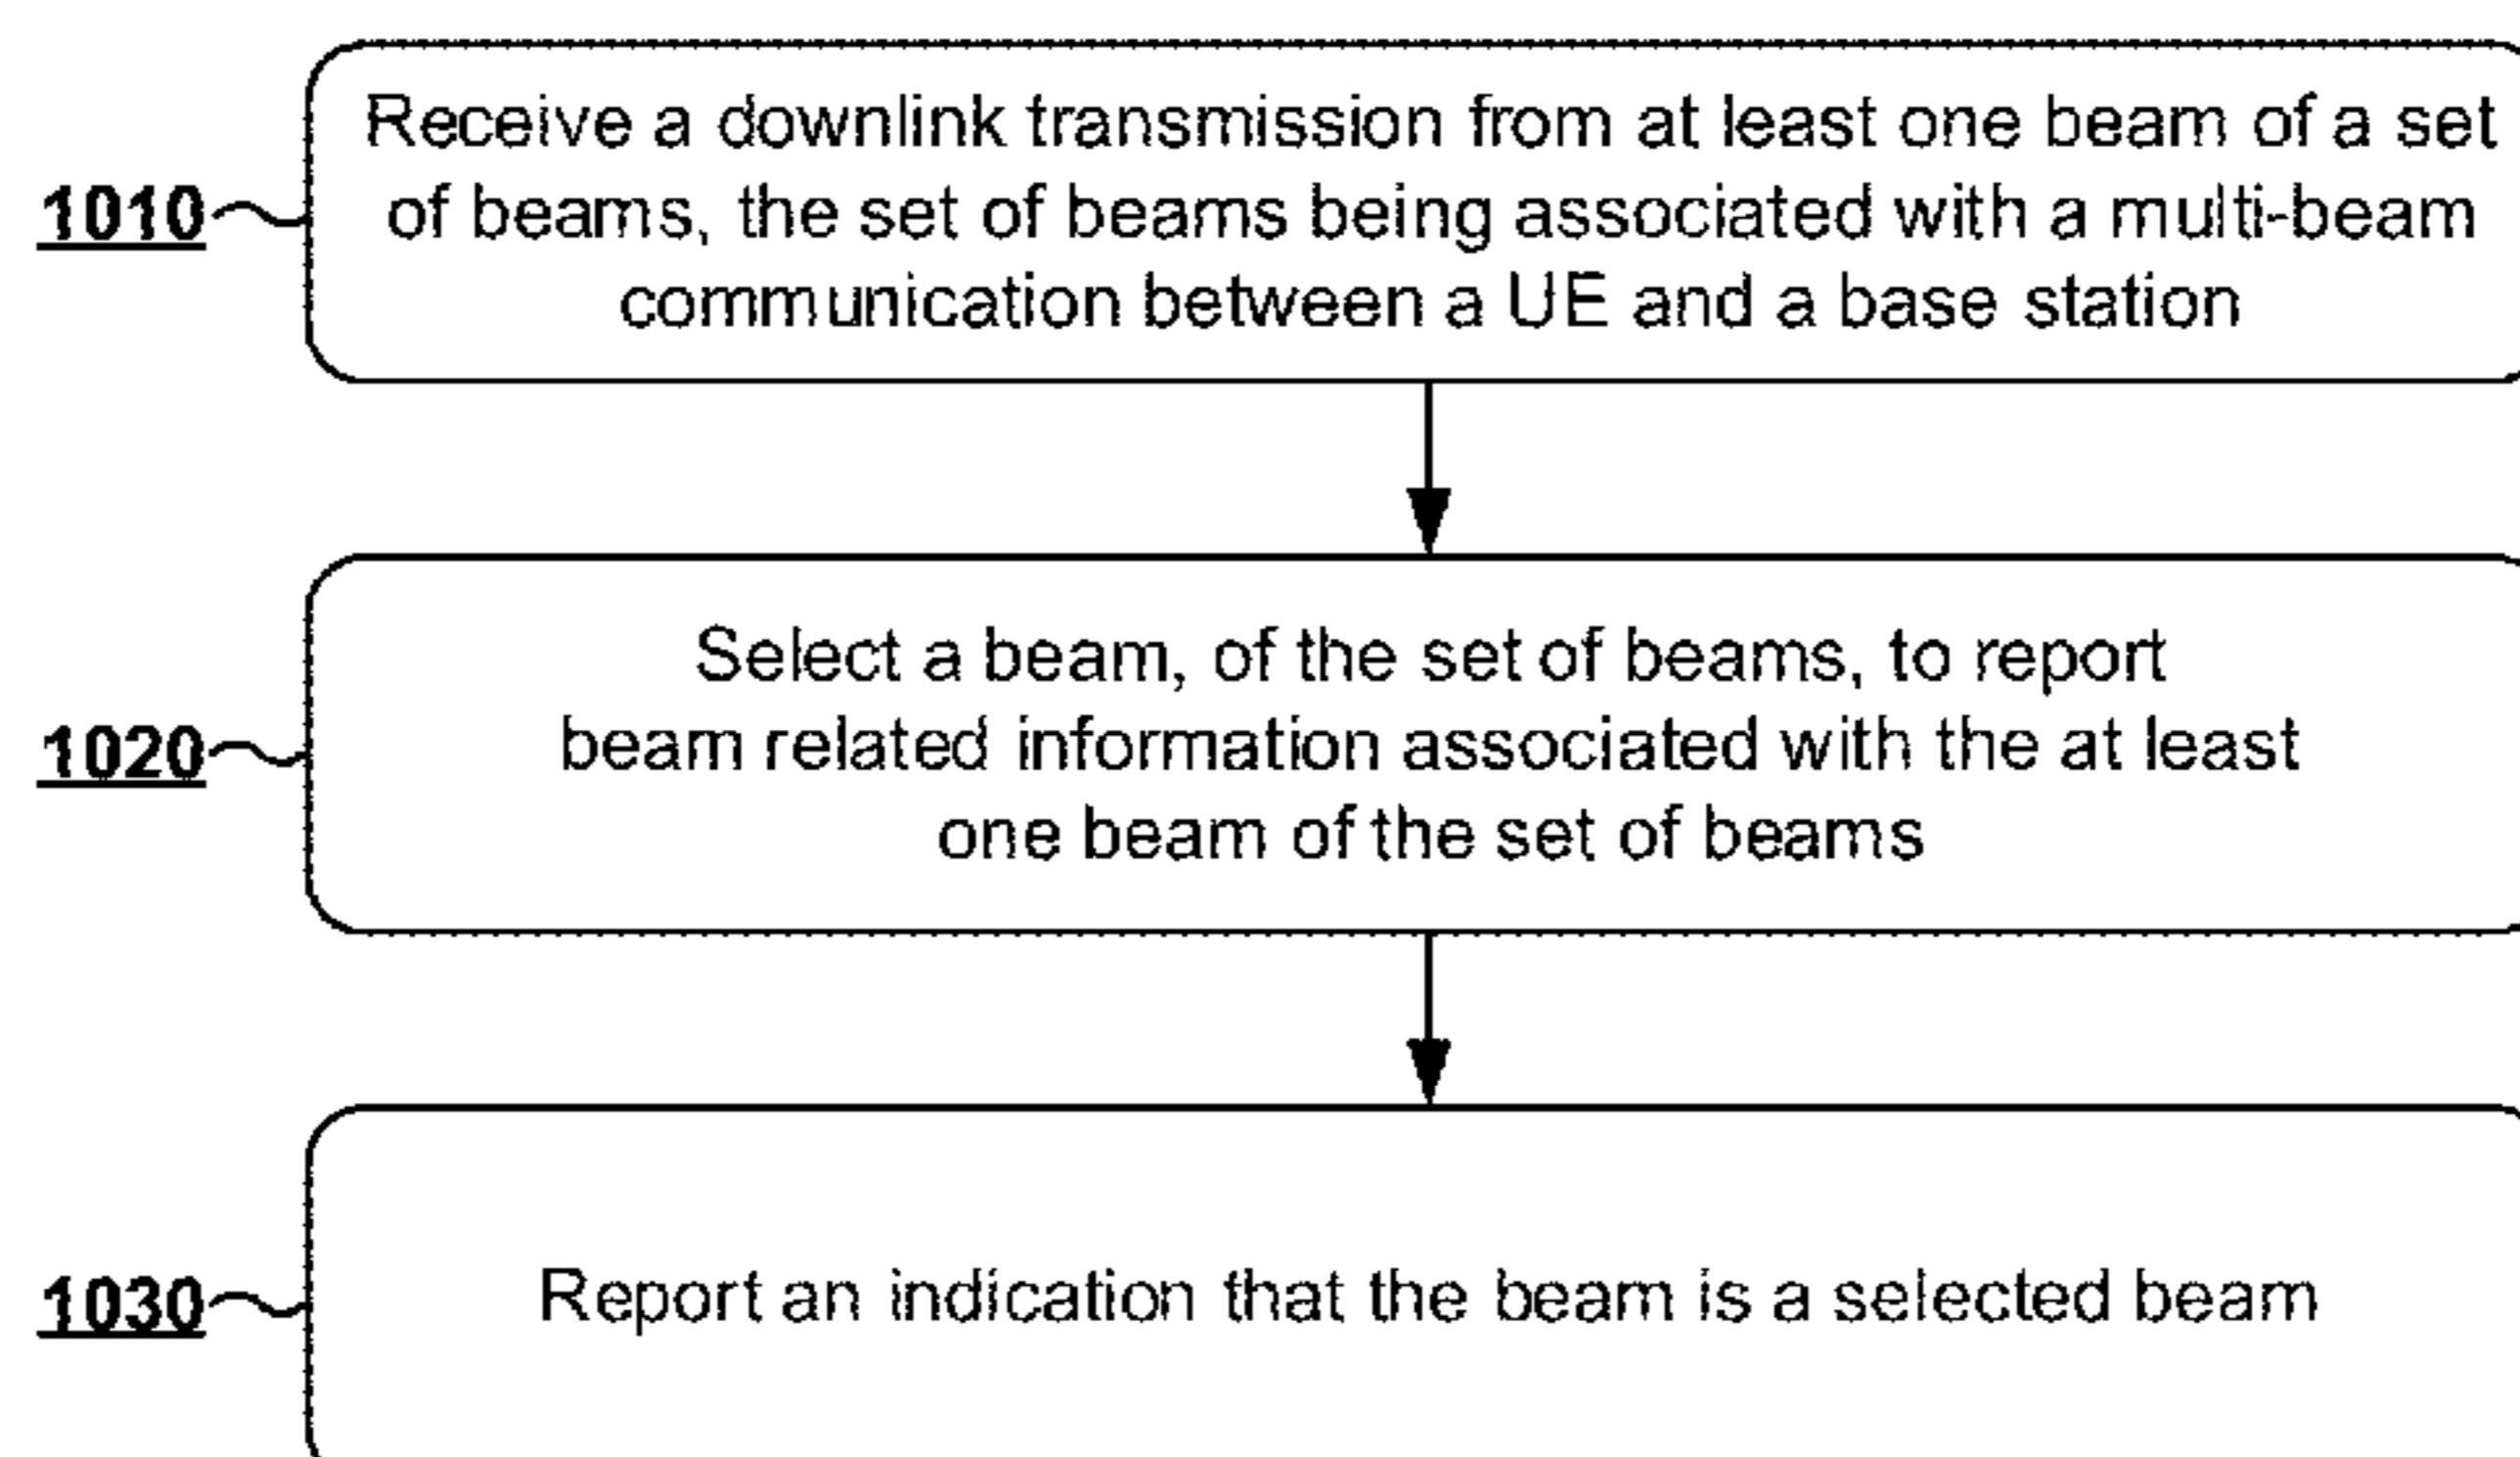 Receive a downlink transmission from at least one beam of a set
1010 of beams, the set of beams being associated with a multi-beam
communication between a UE and a base station
Select a beam, of the set of beams, to report
1020 beam related information associated with the at least
one beam of the set of beams
1030 Report an indication that the beam is a selected beam